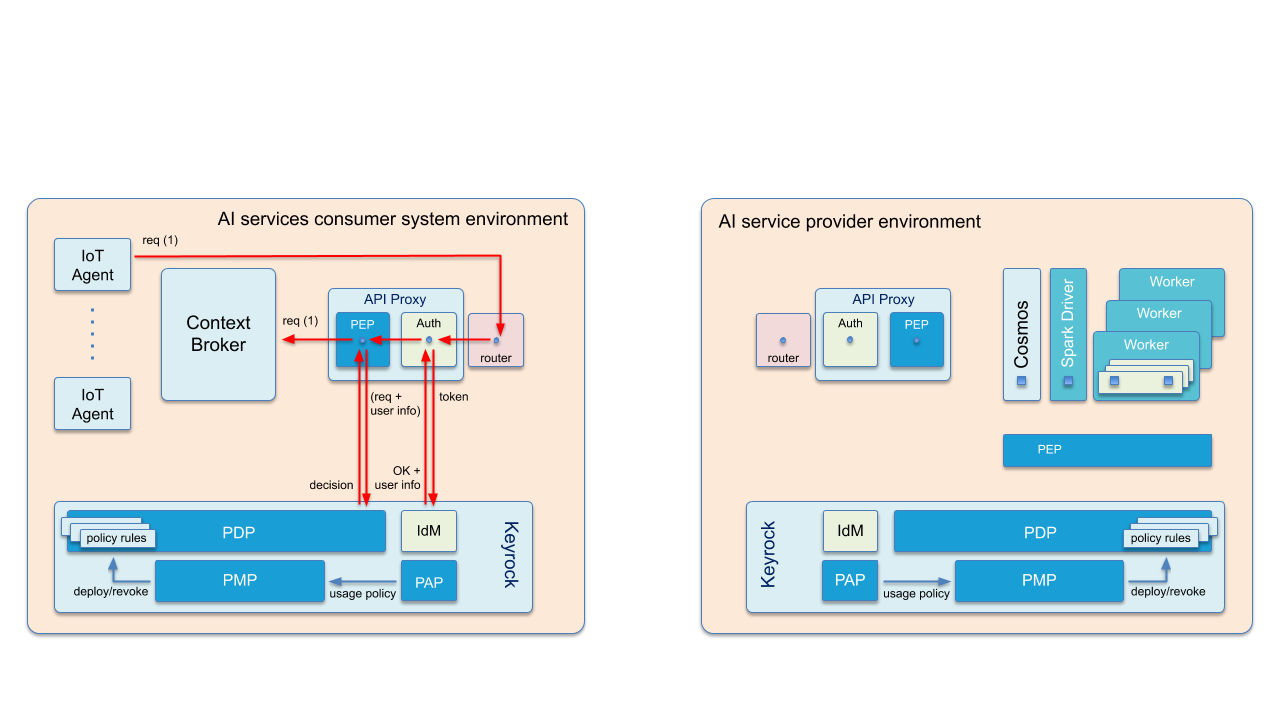 AI services consumer system environment
IoT
Agent
req (1)
Context
Broker
req (1)
API Proxy
PEP
Auth
router
IoT
Agent
(req +
user info)
token
decision
OK +
user info
policy rules
PDP
IdM
Keyrock
deploy/revoke
PMP
usage policy
PAP
AI service provider environment
router
API Proxy
Auth
PEP
Cosmos
Spark Driver
Worker
Worker
Worker
PEP
Keyrock
IdM
PDP
policy rules
PAP
usage policy
PMP
deploy/revoke